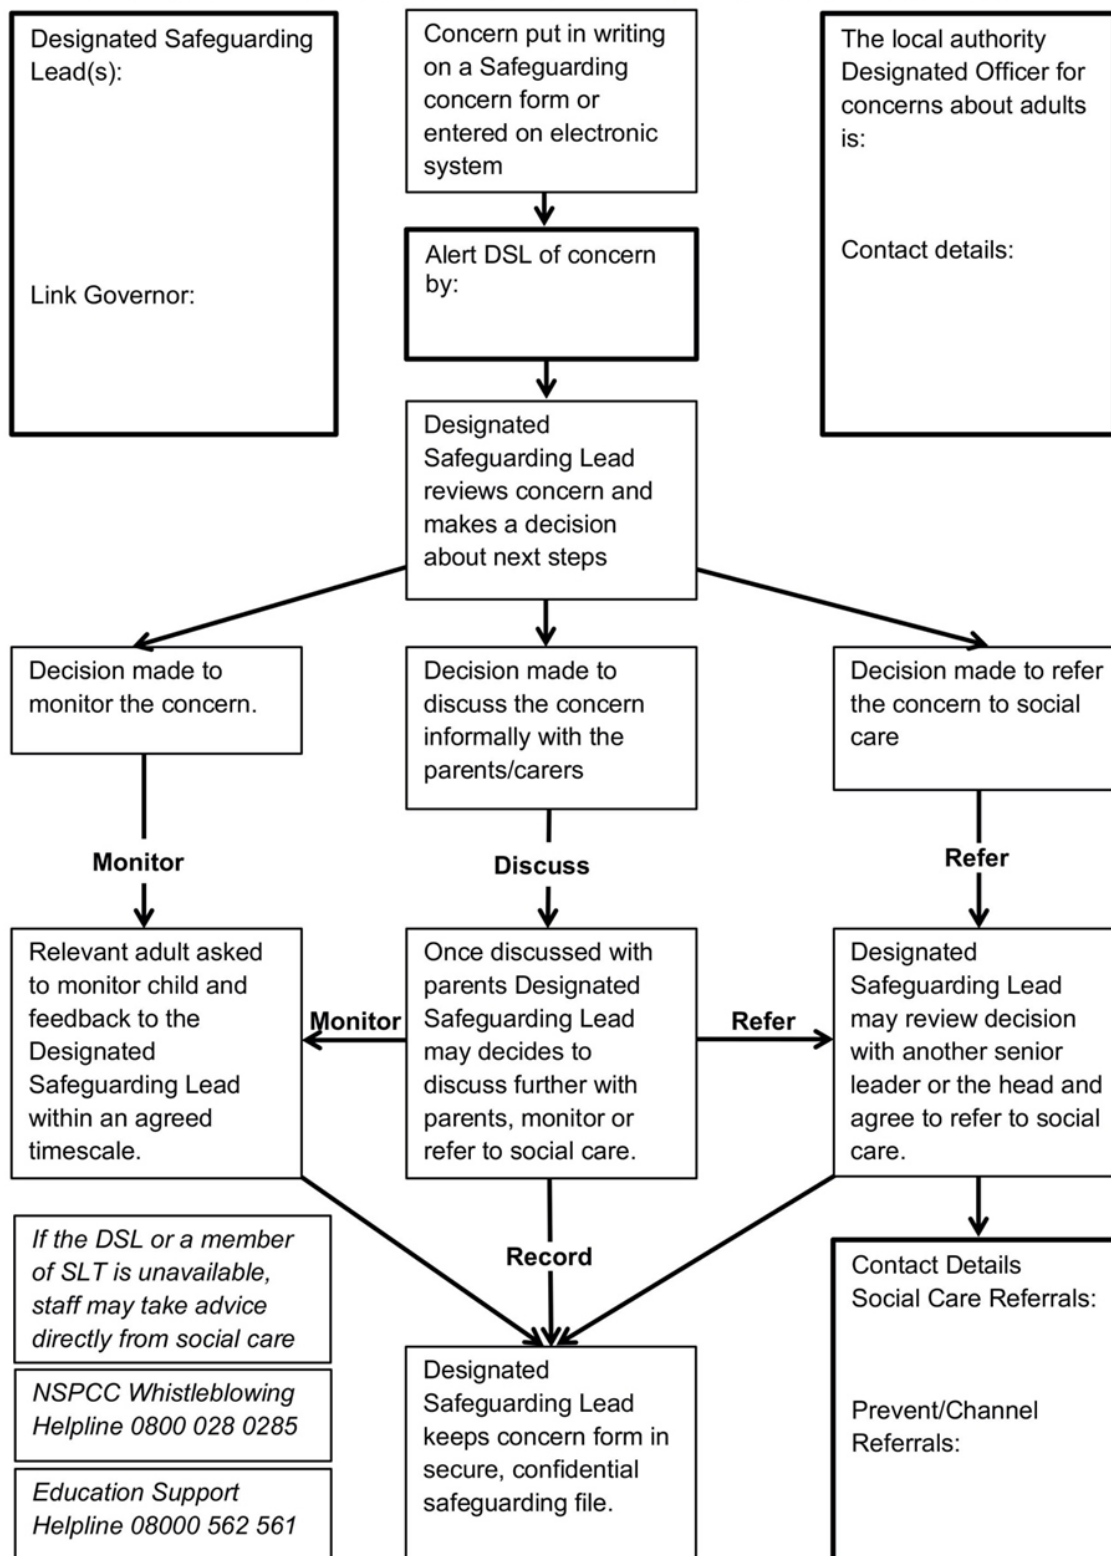 Designated Safeguarding
Lead(s):
Link Governor:
Concern put in writing
on a Safeguarding
concern form or
entered on electronic
system
The local authority
Designated Officer for
concerns about adults
is:
Contact details:
Alert DSL of concern
by:
Designated
Safeguarding Lead
reviews concern and
makes a decision
about next steps
Decision made to
monitor the concern.
Decision made to
discuss the concern
informally with the
parents/carers
Decision made to refer
the concern to social
care
Monitor
Discuss
Refer
Relevant adult asked
to monitor child and
feedback to the
Designated
Safeguarding Lead
within an agreed
timescale.
Monitor
Once discussed with
parents Designated
Safeguarding Lead
may decides to
discuss further with
parents, monitor or
refer to social care.
Refer
Designated
Safeguarding Lead
may review decision
with another senior
leader or the head and
agree to refer to social
care.
If the DSL or a member
of SLT is unavailable,
staff may take advice
directly from social care
NSPCC Whistleblowing
Helpline 0800 028 0285
Education Support
Helpline 08000 562 561
Record
Designated
Safeguarding Lead
keeps concern form in
secure, confidential
safeguarding file.
Contact Details
Social Care Referrals:
Prevent/Channel
Referrals: